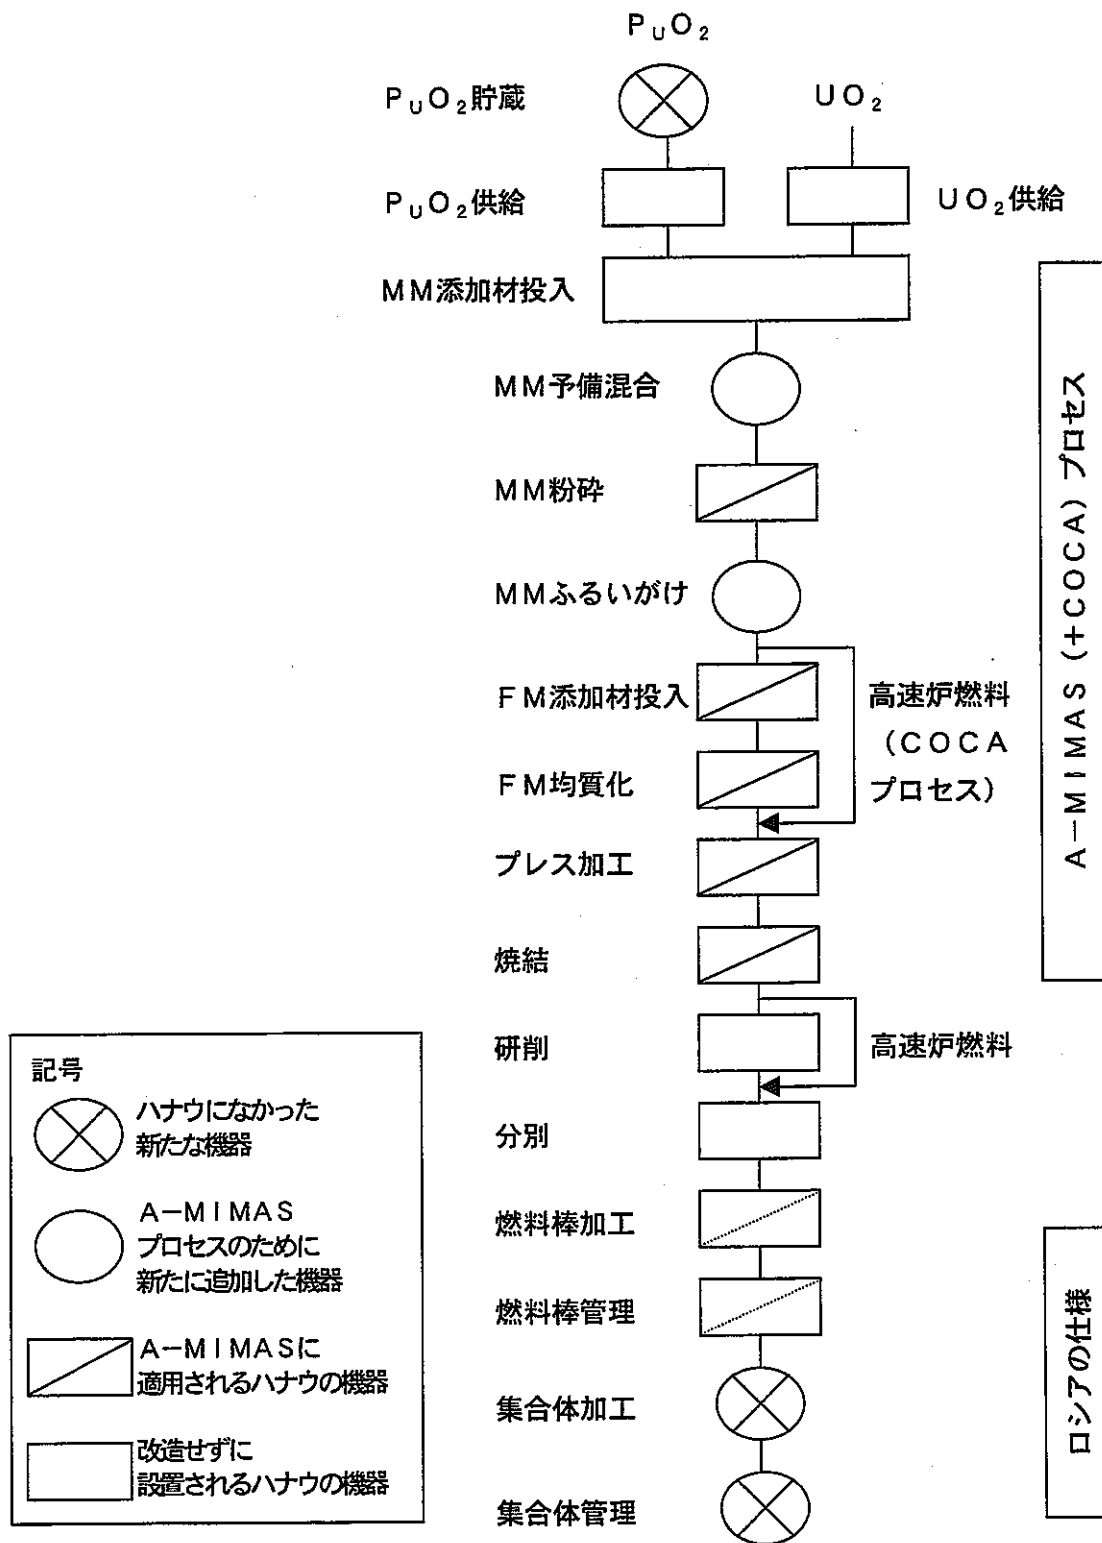 PUO2
PUO2貯蔵
UO2
PUO2供給
UO2供給
MM添加材投入
MM予備混合
MM粉砕
MMふるいがけ
FM添加材投入
高速炉燃料
(COCA
プロセス)
FM均質化
プレス加工
焼結
A-MIMAS(+COCA)プロセス
研削
高速炉燃料
分別
燃料棒加工
燃料棒管理
集合体加工
集合体管理
ロシアの仕様
記号
ハナウになかった
新たな機器
A-MIMAS
プロセスのために
新たに追加した機器
A-MIMASに
適用されるハナウの機器
改造せずに
設置されるハナウの機器